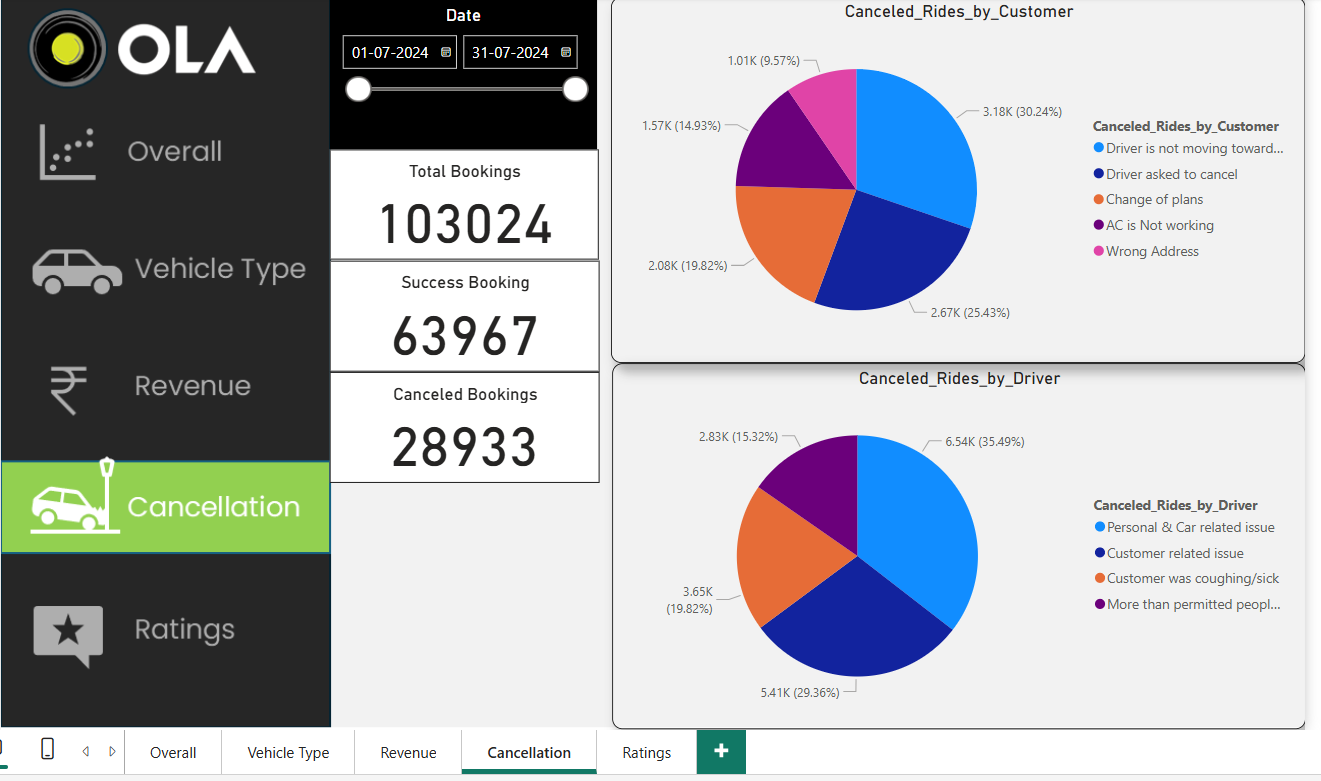 OLA
Overall
Vehicle Type
Revenue
Cancellation
Ratings
Date
01-07-2024
31-07-2024
Total Bookings
103024
Success Booking
63967
Canceled Bookings
28933
Canceled_Rides_by_Customer
1.01K (9.57%)
3.18K (30.24%)
1.57K (14.93%)
2.08K (19.82%)
2.67K (25.43%)
Canceled_Rides_by_Customer
Driver is not moving toward...
Driver asked to cancel
Change of plans
AC is Not working
Wrong Address
Canceled_Rides_by_Driver
2.83K (15.32%)
6.54K (35.49%)
3.65K
(19.82%)
5.41K (29.36%)
Canceled_Rides_by_Driver
Personal & Car related issue
Customer related issue
Customer was coughing/sick
More than permitted peopl...
Overall
Vehicle Type
Revenue
Cancellation
Ratings
+